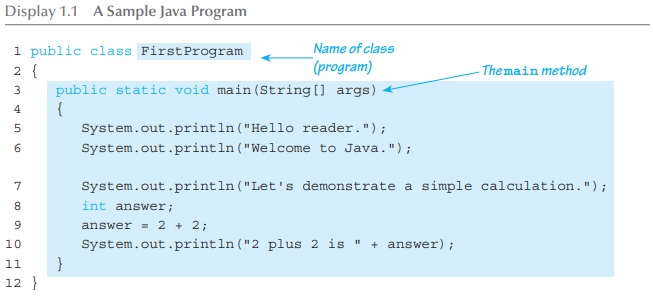 Display 1.1 A Sample Java Program
1 public class FirstProgram
Name of class
(program)
2 {
The main method
3 public static void main(String[] args)
4 {
5 System.out.println("Hello reader.");
6 System.out.println("Welcome to Java.");
7 System.out.println("Let's demonstrate a simple calculation.");
8 int answer;
9 answer = 2 + 2;
10 System.out.println("2 plus 2 is " + answer);
11 }
12 }